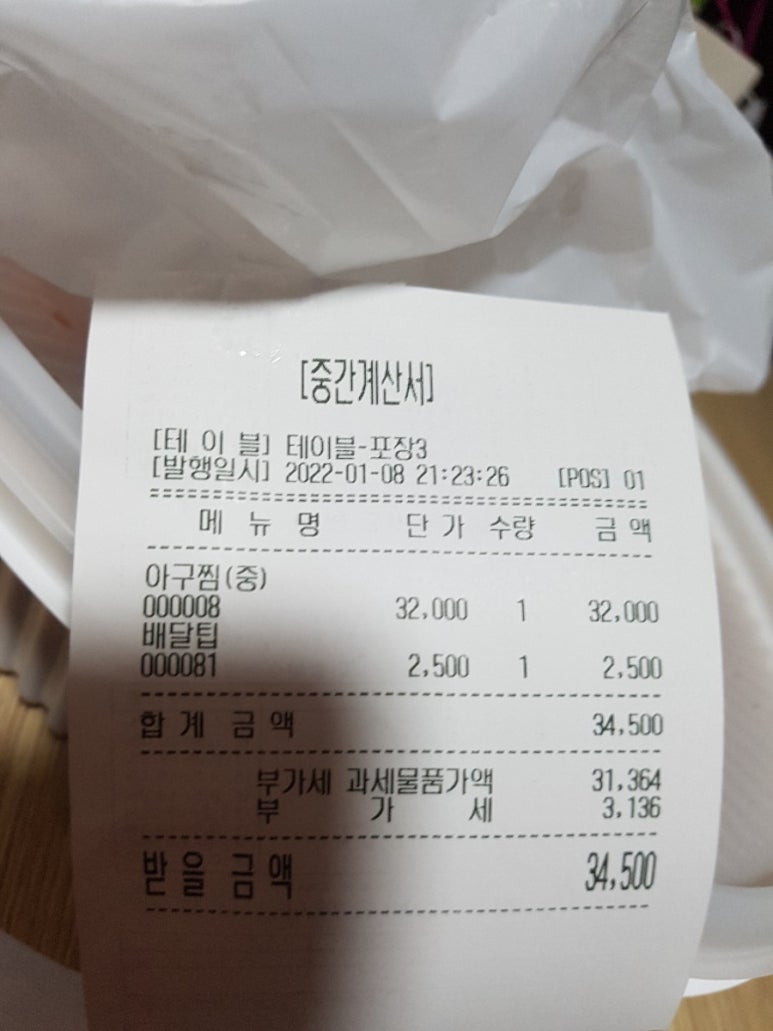 [중간계산서]
[테 이 블] 테이블-포장3
[발행일시] 2022-01-08 21:23:26 [POS] 01
메 뉴 명 단 가 수량 금 액
아구찜(중)
000008 32,000 1 32,000
배달팁
000081 2,500 1 2,500
합 계 금 액 34,500
부가세 과세물품가액 31,364
부 가 세 3,136
받 을 금 액 34,500